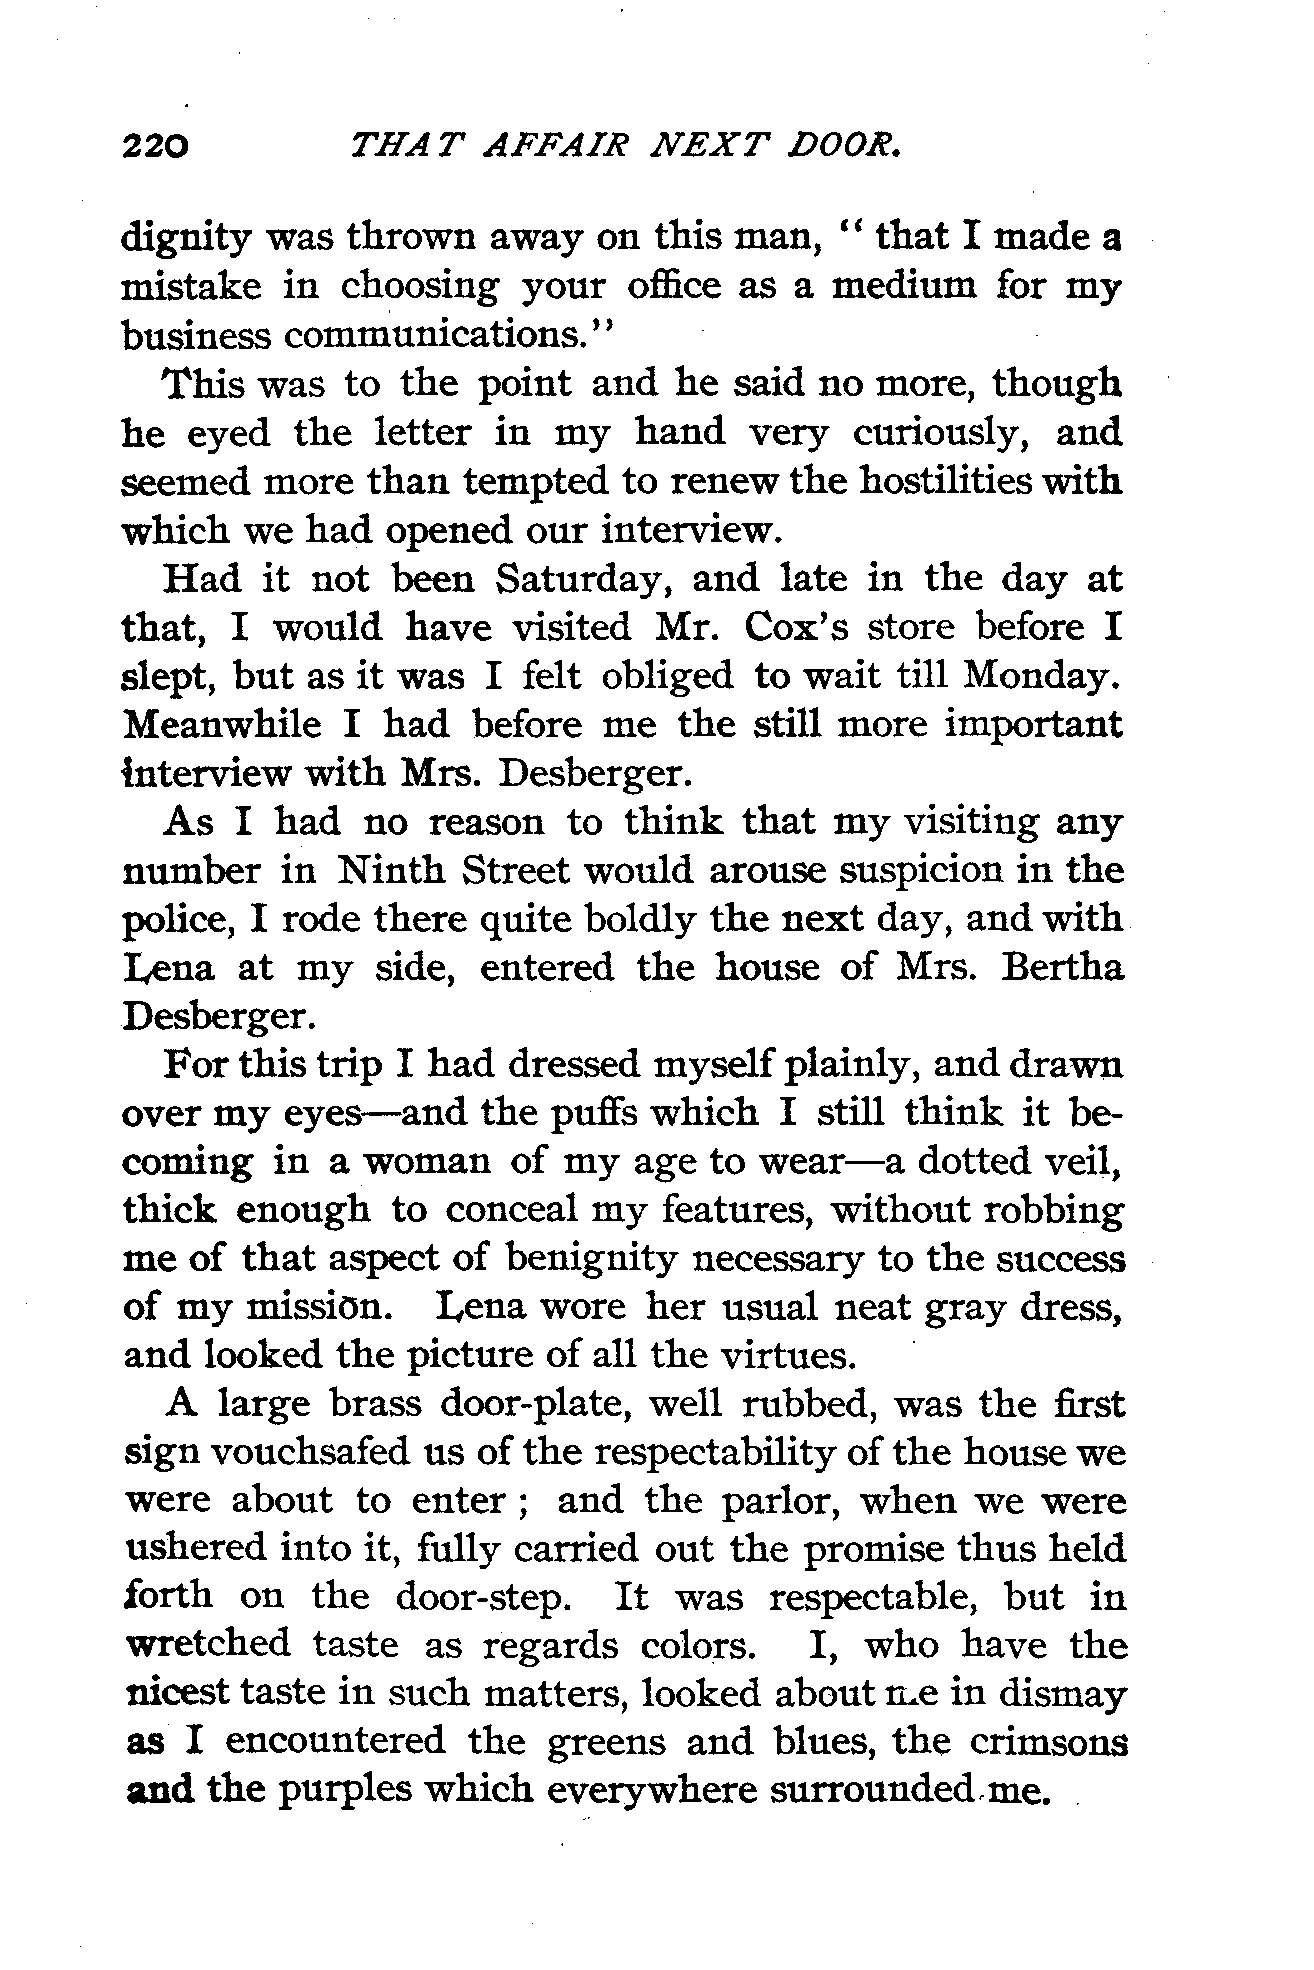 220 THAT AFFAIR NEXT DOOR.
dignity was thrown away on this man, “ that I made a
mistake in choosing your office as a medium for my
business communications.”
This was to the point and he said no more, though
he eyed the letter in my hand very curiously, and
seemed more than tempted to renew the hostilities with
which we had opened our interview.
Had it not been Saturday, and late in the day at
that, I would have visited Mr. Cox’s store before I
slept, but as it was I felt obliged to wait till Monday.
Meanwhile I had before me the still more important
interview with Mrs. Desberger.
As I had no reason to think that my visiting any
number in Ninth Street would arouse suspicion in the
police, I rode there quite boldly the next day, and with
Lena at my side, entered the house of Mrs. Bertha
Desberger.
For this trip I had dressed myself plainly, and drawn
over my eyes—and the puffs which I still think it be-
coming in a woman of my age to wear—a dotted veil,
thick enough to conceal my features, without robbing
me of that aspect of benignity necessary to the success
of my mission. Lena wore her usual neat gray dress,
and looked the picture of all the virtues.
A large brass door-plate, well rubbed, was the first
sign vouchsafed us of the respectability of the house we
were about to enter ; and the parlor, when we were
ushered into it, fully carried out the promise thus held
forth on the door-step. It was respectable, but in
wretched taste as regards colors. I, who have the
nicest taste in such matters, looked about me in dismay
as I encountered the greens and blues, the crimsons
and the purples which everywhere surrounded me.